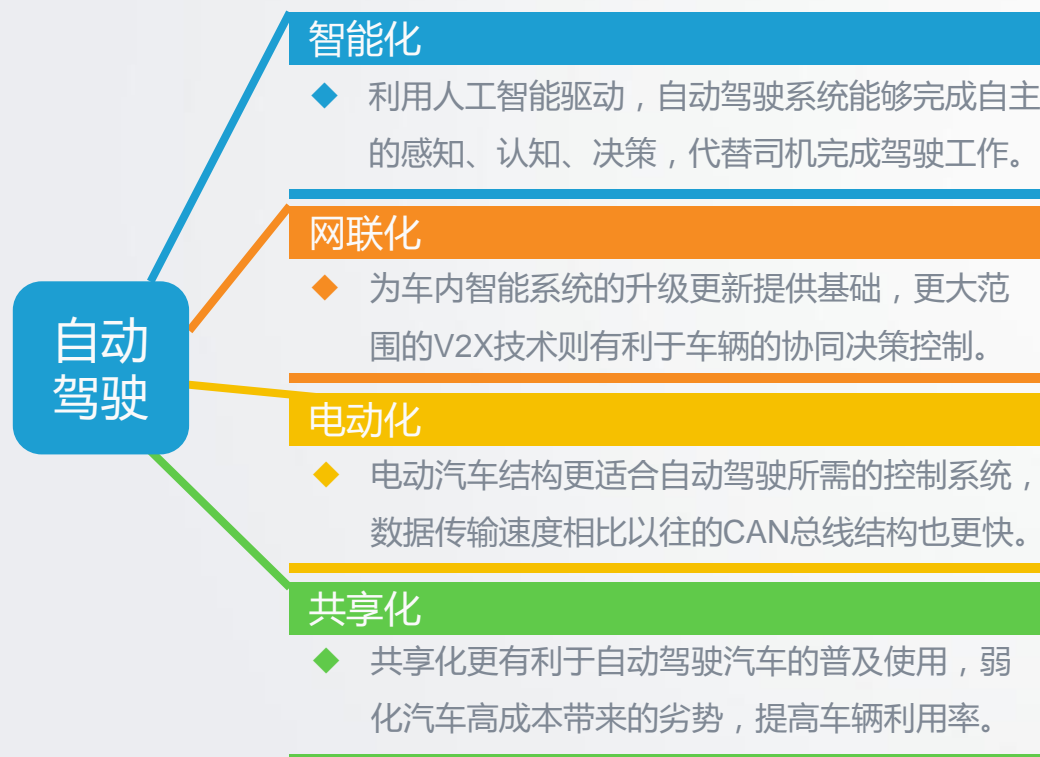 自动
驾驶
智能化
利用人工智能驱动，自动驾驶系统能够完成自主
的感知、认知、决策，代替司机完成驾驶工作。
网联化
为车内智能系统的升级更新提供基础，更大范
围的V2X技术则有利于车辆的协同决策控制。
电动化
电动汽车结构更适合自动驾驶所需的控制系统，
数据传输速度相比以往的CAN总线结构也更快。
共享化
共享化更有利于自动驾驶汽车的普及使用，弱
化汽车高成本带来的劣势，提高车辆利用率。